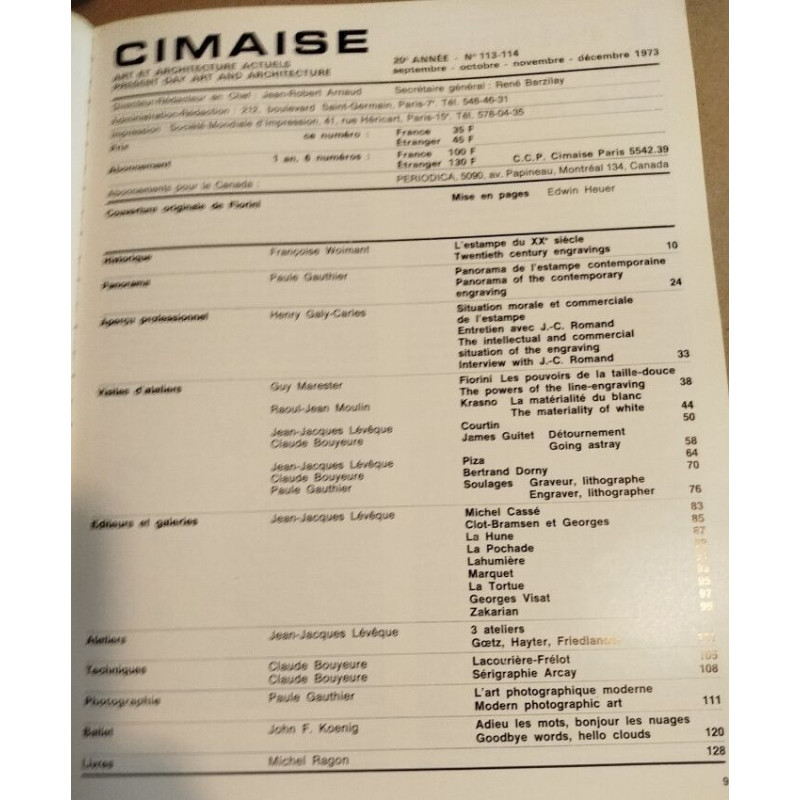 CIMAISE
ART ET ARCHITECTURE ACTUELS
PRESENT DAY ART AND ARCHITECTURE
20e ANNÉE - No 113-114
septembre - octobre - novembre - décembre 1973
Directeur-Rédacteur en Chef : Jean-Robert Arnaud Secrétaire général : René Barzilay
Administration-Rédaction : 212, boulevard Saint-Germain, Paris-7e. Tél. 548-46-31
Impression : Société Mondiale d'Impression, 41, rue Héricart, Paris-15e. Tél. 578-04-35
Prix ce numéro : France 35 F
Étranger 45 F
Abonnement 1 an, 6 numéros : France 100 F
Étranger 130 F C.C.P. Cimaise Paris 5542.39
Abonnements pour le Canada : PERIODICA, 5090, av. Papineau, Montréal 134, Canada
Couverture originale de Fiorini Mise en pages Edwin Heuer
Historique Françoise Woimant L'estampe du XXe siècle
Twentieth century engravings 10
Panorama Paule Gauthier Panorama de l'estampe contemporaine
Panorama of the contemporary
engraving 24
Aperçu professionnel Henry Galy-Carles Situation morale et commerciale
de l'estampe
Entretien avec J.-C. Romand
The intellectual and commercial
situation of the engraving
Interview with J.-C. Romand 33
Visites d'ateliers Guy Marester Fiorini Les pouvoirs de la taille-douce
The powers of the line-engraving 38
Raoul-Jean Moulin Krasno La matérialité du blanc
The materiality of white 44
Jean-Jacques Lévêque Courtin 50
Claude Bouyeure James Guitet Détournement
Going astray 58
Jean-Jacques Lévêque Piza 64
Claude Bouyeure Bertrand Dorny 70
Paule Gauthier Soulages Graveur, lithographe
Engraver, lithographer 76
Editeurs et galeries Jean-Jacques Lévêque Michel Cassé 83
Clot-Bramsen et Georges 85
La Hune 87
La Pochade
Lahumière
Marquet 93
La Tortue 95
Georges Visat 97
Zakarian 99
Ateliers Jean-Jacques Lévêque 3 ateliers
Gœtz, Hayter, Friedlaender
Techniques Claude Bouyeure Lacourière-Frélot 105
Claude Bouyeure Sérigraphie Arcay 108
Photographie Paule Gauthier L'art photographique moderne
Modern photographic art 111
Ballet John F. Koenig Adieu les mots, bonjour les nuages
Goodbye words, hello clouds 120
Livres Michel Ragon 128
9